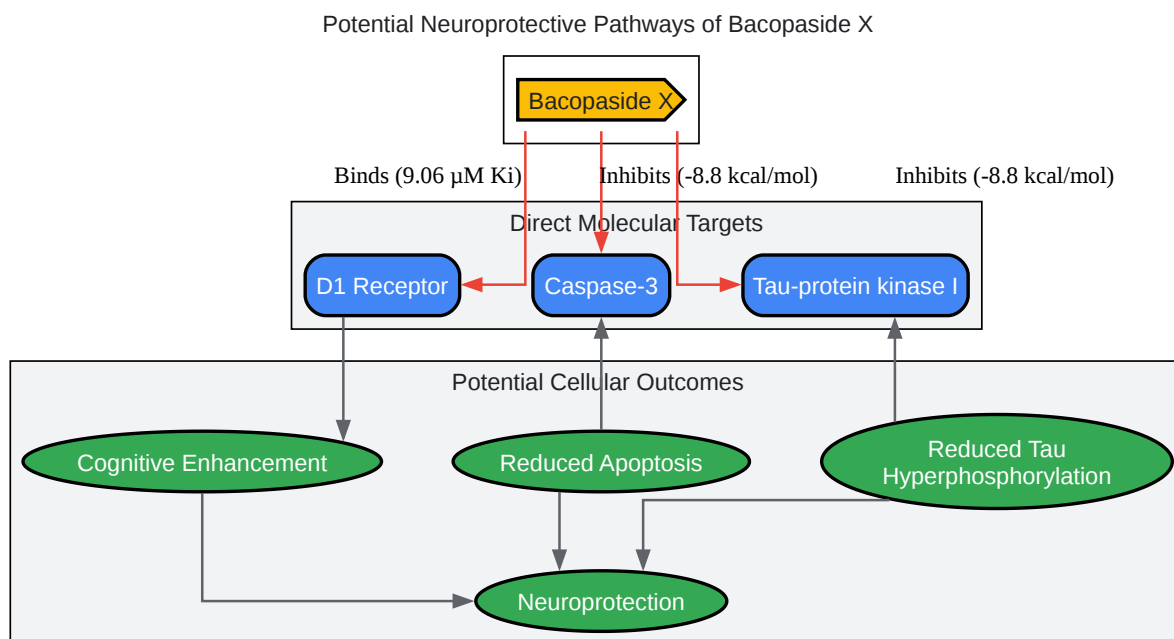 Potential Neuroprotective Pathways of Bacopaside X
Bacopaside X
Binds (9.06 µM Ki)
Inhibits (-8.8 kcal/mol)
Inhibits (-8.8 kcal/mol)
Direct Molecular Targets
D1 Receptor
Caspase-3
Tau-protein kinase I
Potential Cellular Outcomes
Cognitive Enhancement
Reduced Apoptosis
Reduced Tau
Hyperphosphorylation
Neuroprotection